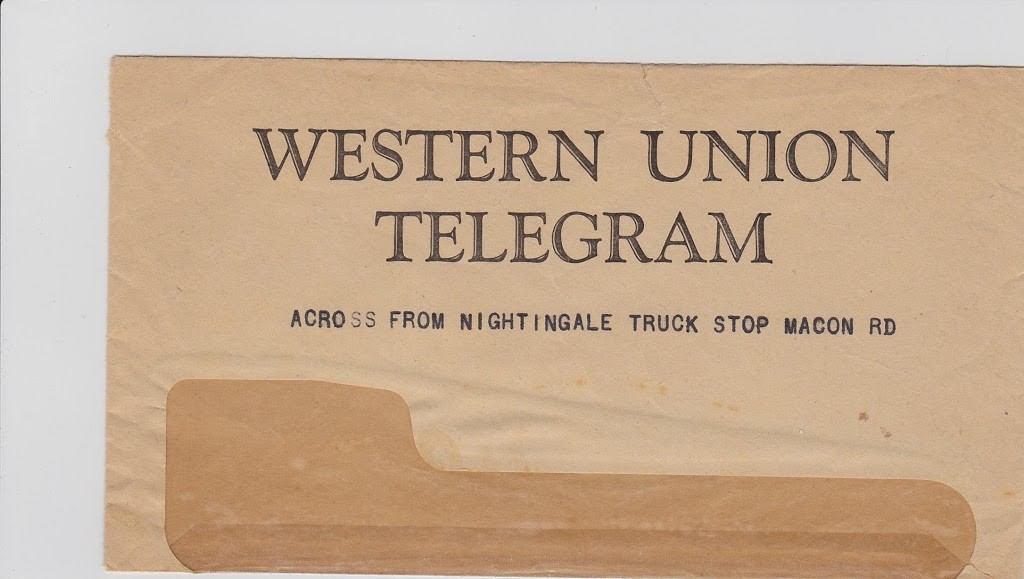 WESTERN UNION
TELEGRAM
ACROSS FROM NIGHTINGALE TRUCK STOP MACON RD